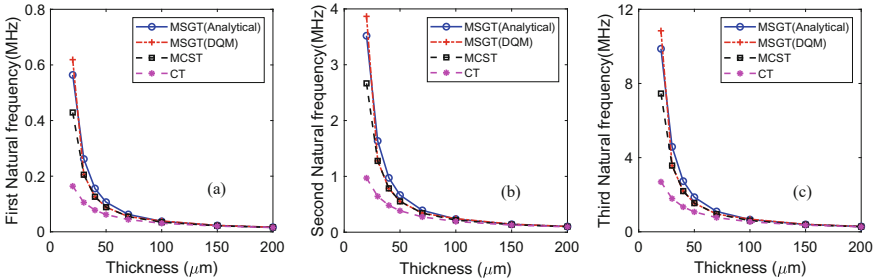 First Natural frequency(MHz)
0.8
0.6
0.4
0.2
0
MSGT(Analytical)
MSGT(DQM)
MCST
CT
(a)
0 50 100 150 200
Thickness (μm)
Second Natural frequency(MHz)
4
3
2
1
0
MSGT(Analytical)
MSGT(DQM)
MCST
CT
(b)
0 50 100 150 200
Thickness (μm)
Third Natural frequency(MHz)
12
8
4
0
MSGT(Analytical)
MSGT(DQM)
MCST
CT
(c)
0 50 100 150 200
Thickness (μm)